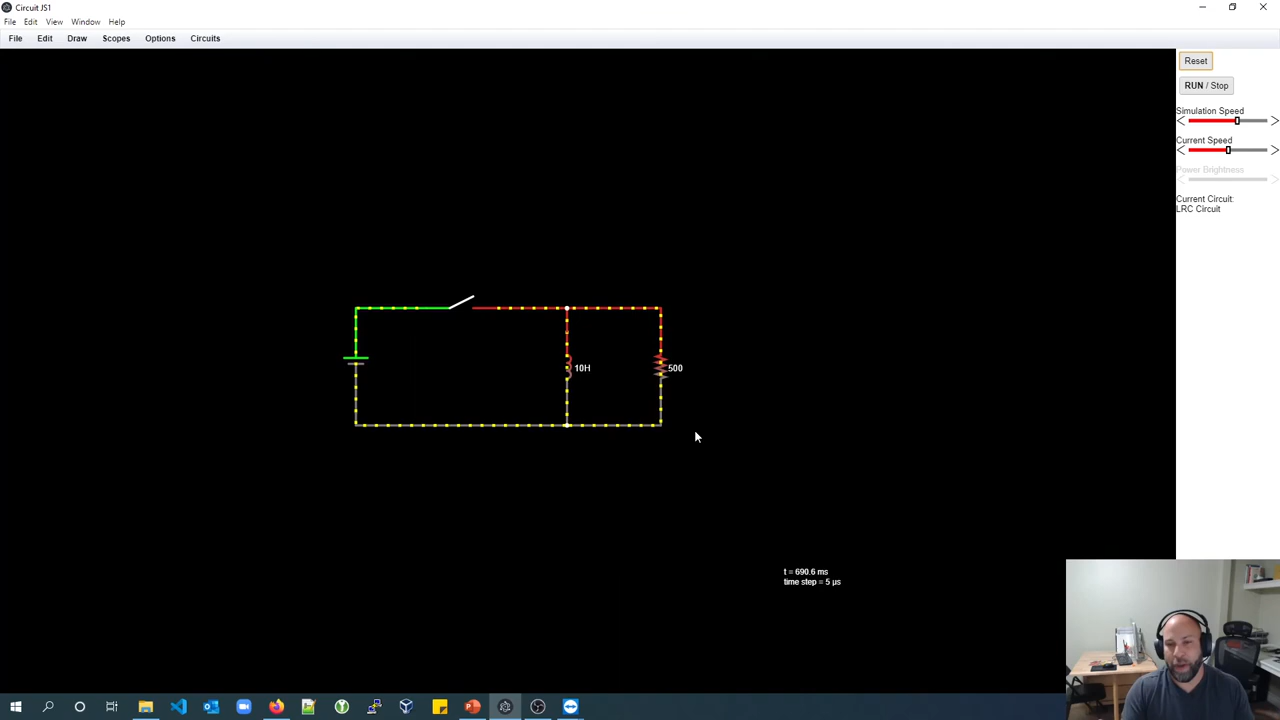 Circuit JS1
File Edit View Window Help
File Edit Draw Scopes Options Circuits
Reset
RUN / Stop
Simulation Speed
Current Speed
Power Brightness
Current Circuit:
LRC Circuit
10H
500
t = 690.6 ms
time step = 5 µs